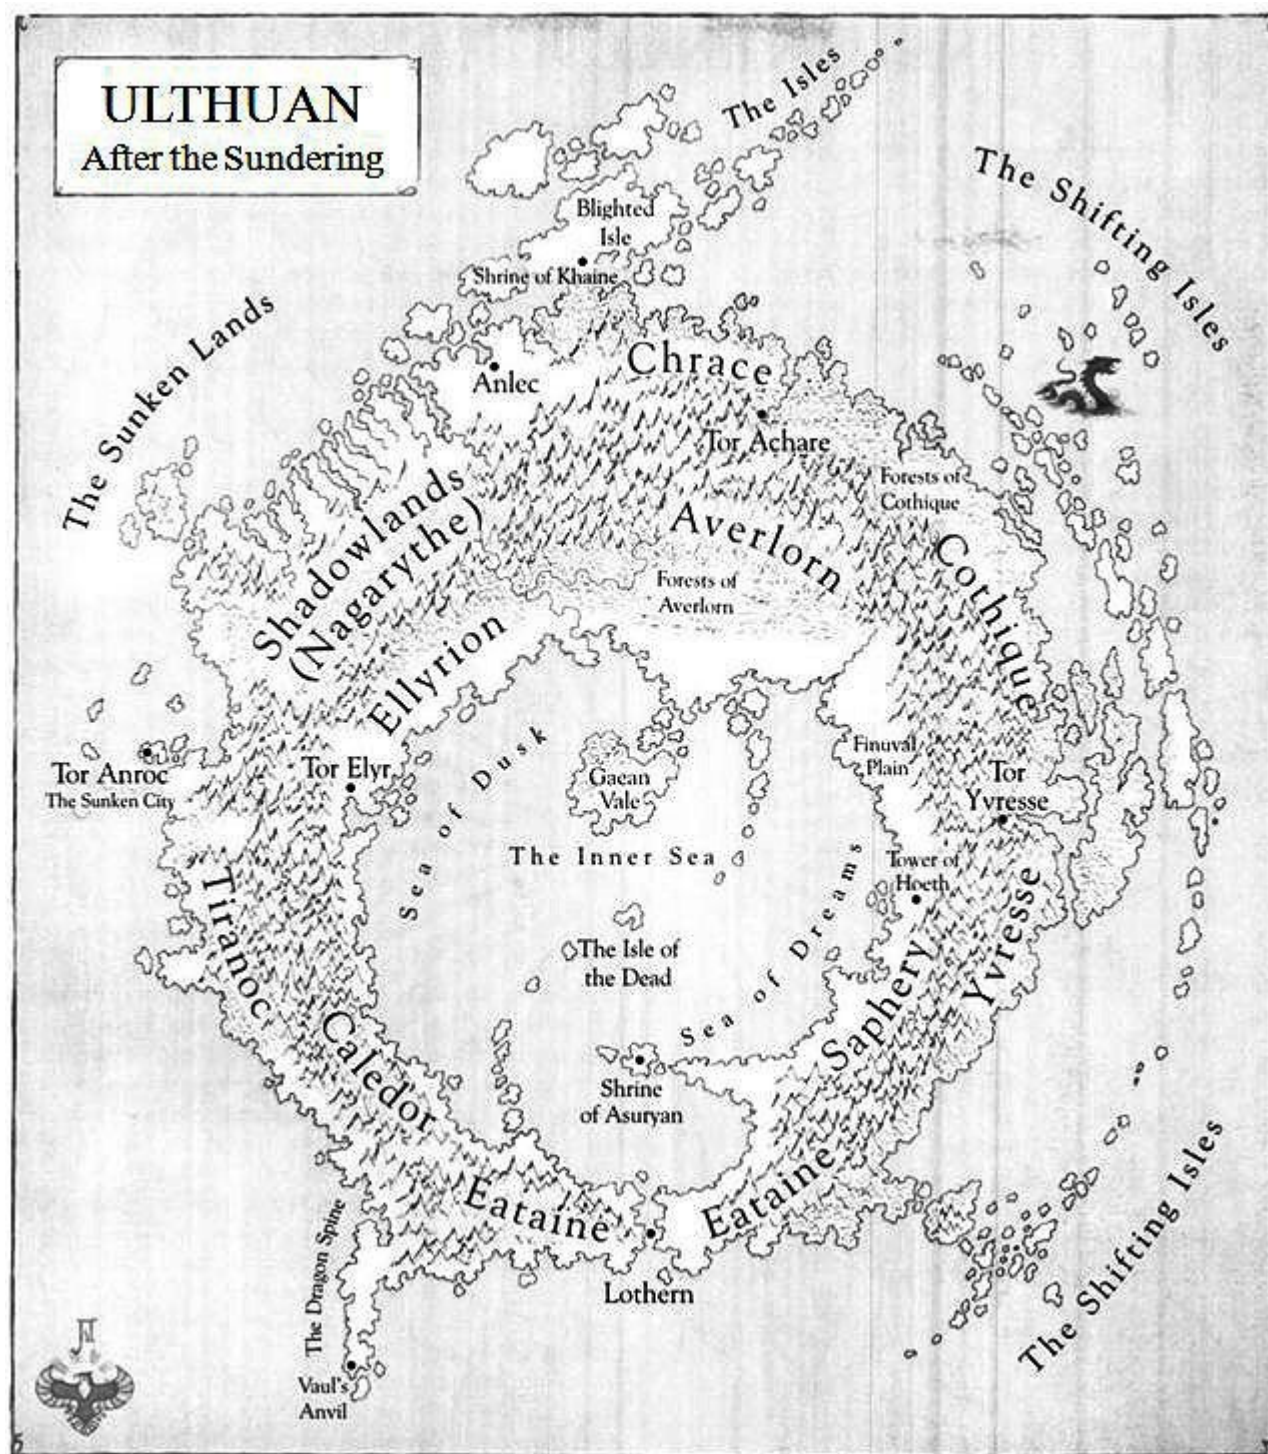 ULTHUAN
After the Sundering
The Isles
The Shifting Isles
Blighted
Isle
Shrine of Khaine
The Sunken Lands
Chrace
Anlec
Tor Achare
Forests of
Cothique
Shadowlands
(Nagarythe)
Averlorn
Cothique
Forests of
Averlorn
Ellyrion
Sea of Dusk
Finuval
Plain
Tor Anroc
The Sunken City
Tor Elyr
Gaean
Vale
Tor
Yvresse
The Inner Sea
Tower of
Hoeth
Tiranoc
The Isle of
the Dead
Sea of Dreams
Saphery
Yvresse
Caledor
Shrine
of Asuryan
Eataine
Eataine
The Dragon Spine
Lothern
The Shifting Isles
Vaul's
Anvil